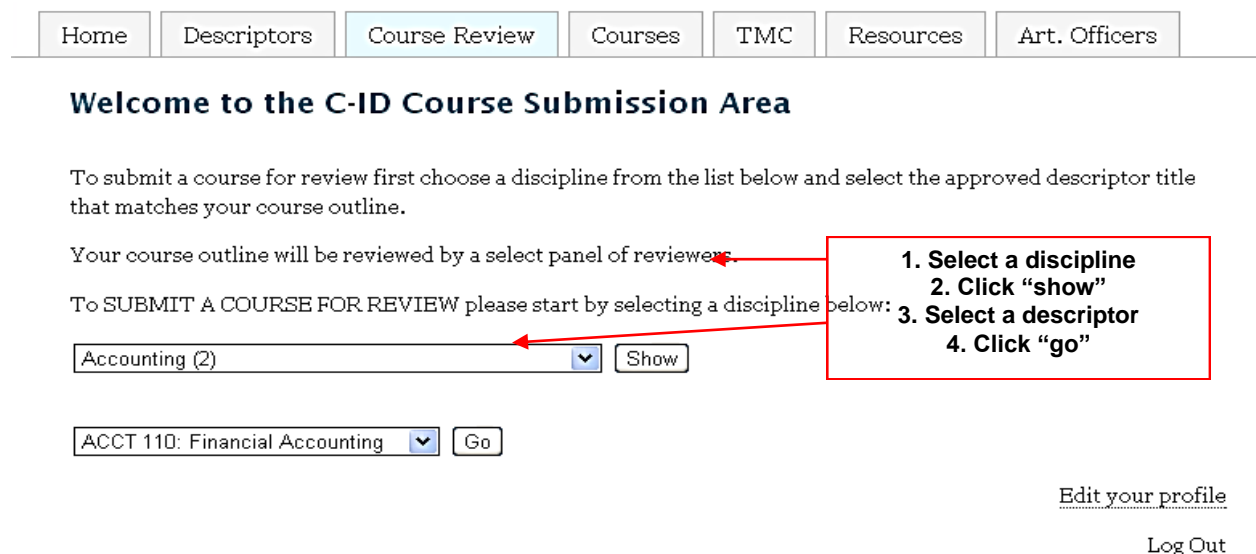 Home Descriptors Course Review Courses TMC Resources Art. Officers
Welcome to the C-ID Course Submission Area
To submit a course for review first choose a discipline from the list below and select the approved descriptor title
that matches your course outline.
Your course outline will be reviewed by a select panel of reviewers.
To SUBMIT A COURSE FOR REVIEW please start by selecting a discipline below:
1. Select a discipline
2. Click “show”
3. Select a descriptor
4. Click “go”
Accounting (2) Show
ACCT 110: Financial Accounting Go
Edit your profile
Log Out